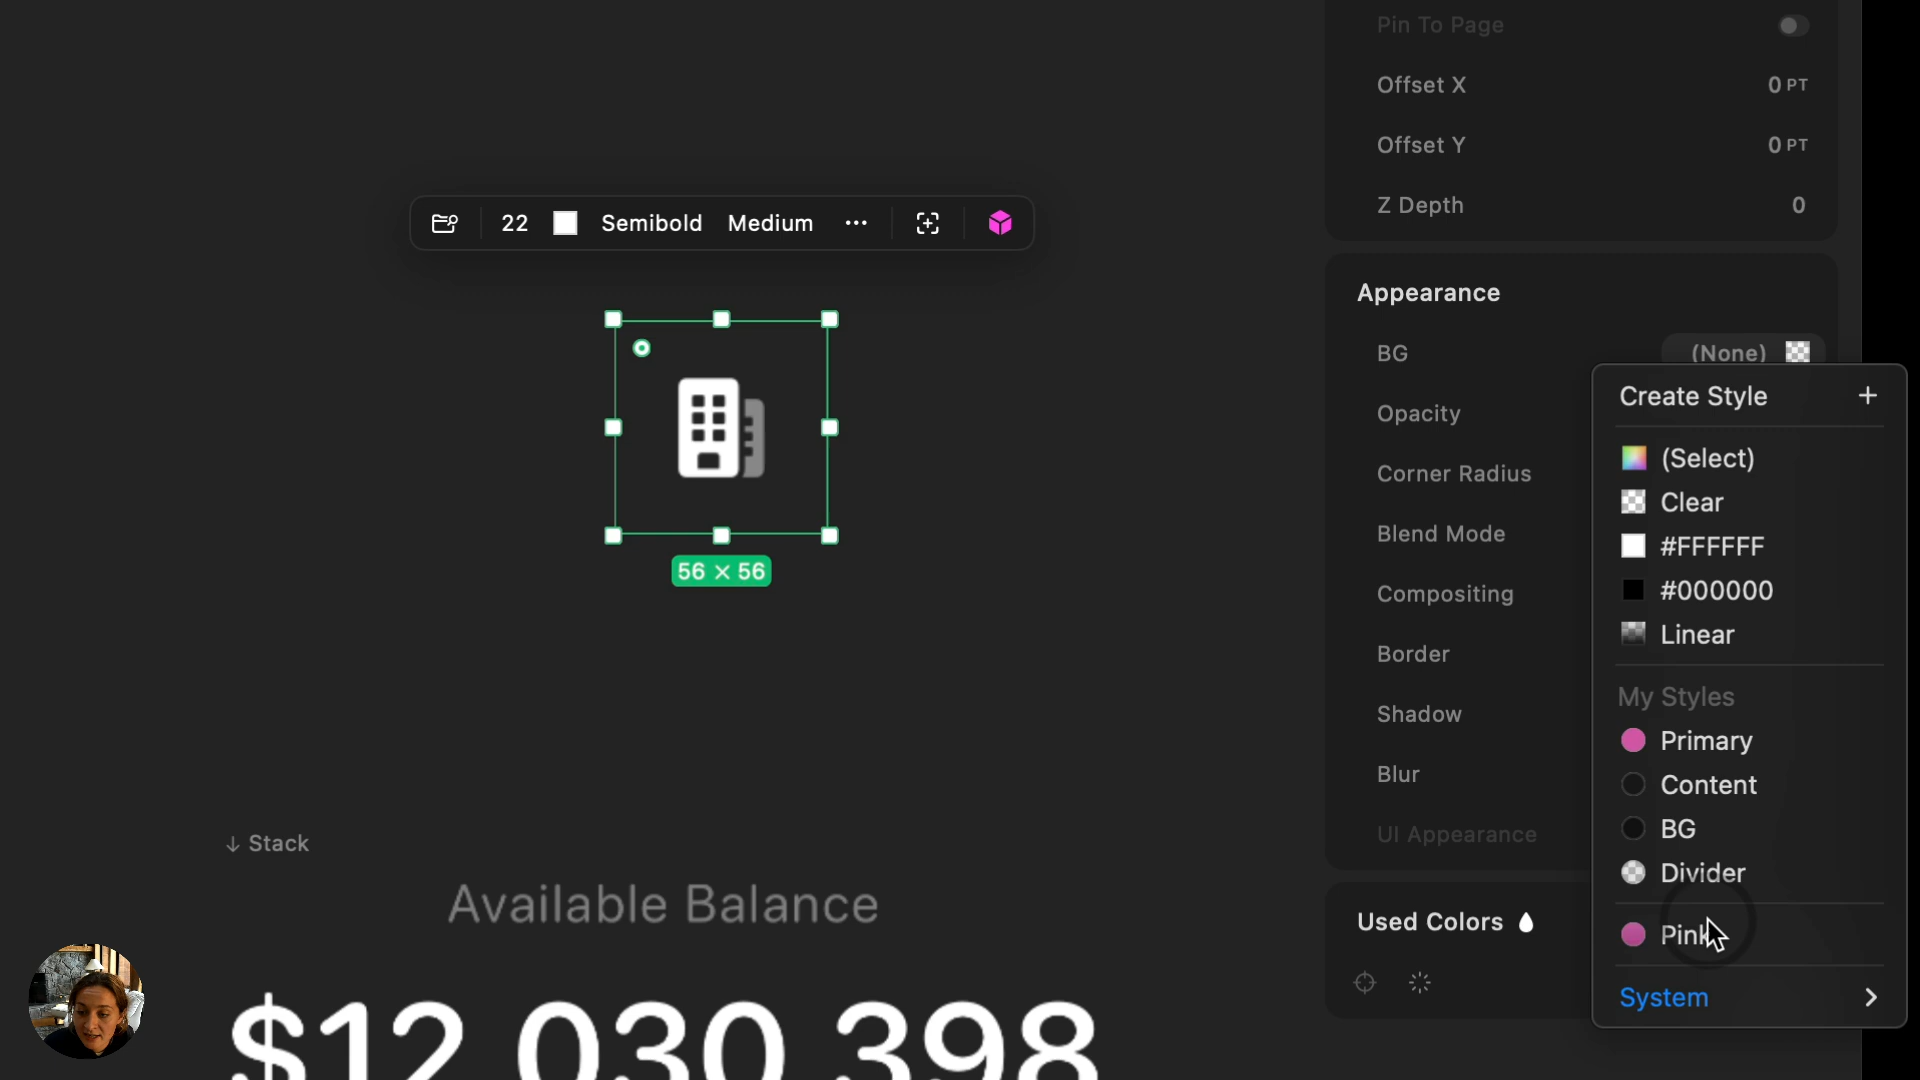 Pin To Page
Offset X 0 PT
Offset Y 0 PT
Z Depth 0
22 Semibold Medium
Appearance
BG (None)
Opacity
Corner Radius
Blend Mode
Compositing
Border
Shadow
Blur
UI Appearance
Used Colors
Create Style +
(Select)
Clear
#FFFFFF
#000000
Linear
My Styles
Primary
Content
BG
Divider
Pink
System
56 × 56
↓ Stack
Available Balance
$12,030,398